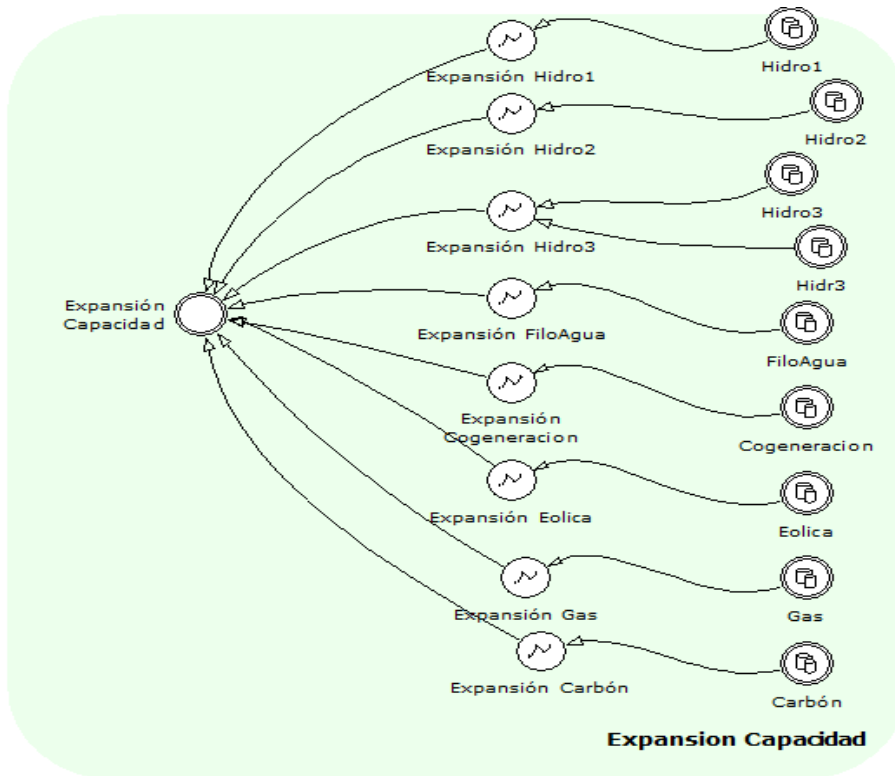 Hidro1
Expansión Hidro1
Hidro2
Expansión Hidro2
Hidro3
Expansión Hidro3
Hidr3
Expansión
Capacidad
Expansión FiloAgua
FiloAgua
Expansión
Cogeneracion
Cogeneracion
Expansión Eolica
Eolica
Expansión Gas
Gas
Expansión Carbón
Carbón
Expansion Capacidad